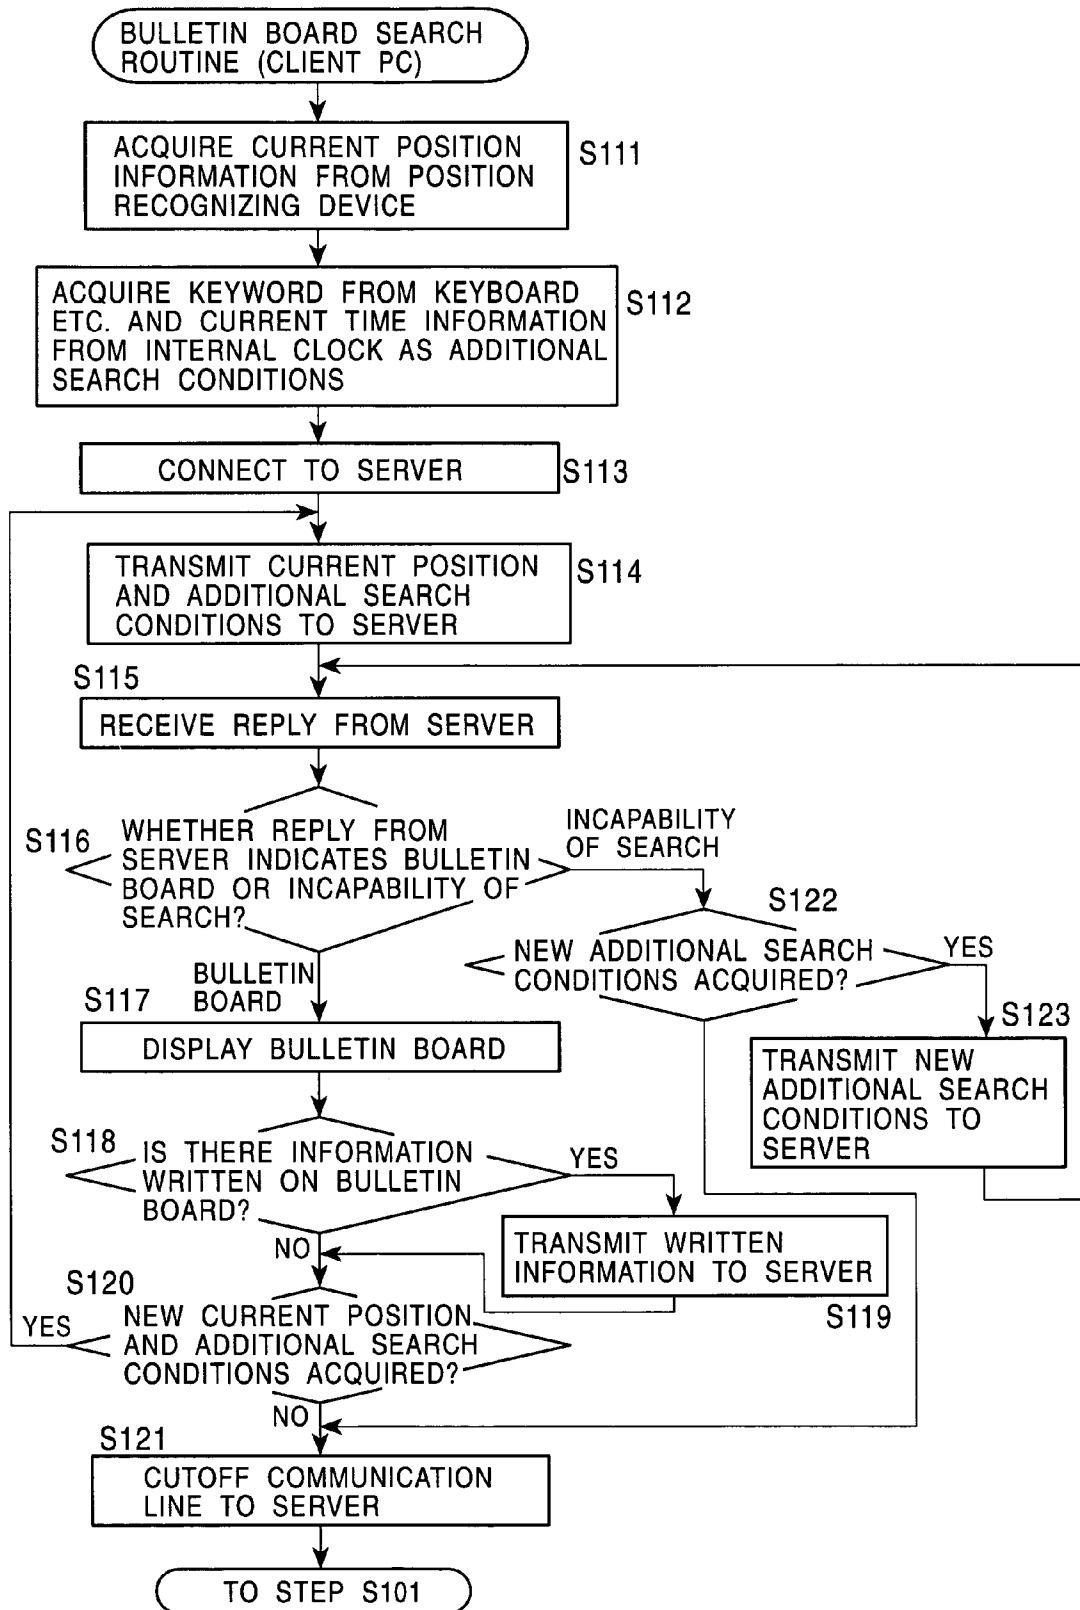 BULLETIN BOARD SEARCH
ROUTINE (CLIENT PC)
ACQUIRE CURRENT POSITION
INFORMATION FROM POSITION
RECOGNIZING DEVICE
S111
ACQUIRE KEYWORD FROM KEYBOARD
ETC. AND CURRENT TIME INFORMATION
FROM INTERNAL CLOCK AS ADDITIONAL
SEARCH CONDITIONS
S112
CONNECT TO SERVER
S113
TRANSMIT CURRENT POSITION
AND ADDITIONAL SEARCH
CONDITIONS TO SERVER
S114
S115
RECEIVE REPLY FROM SERVER
S116
WHETHER REPLY FROM
SERVER INDICATES BULLETIN
BOARD OR INCAPABILITY OF
SEARCH?
INCAPABILITY
OF SEARCH
S122
NEW ADDITIONAL SEARCH
CONDITIONS ACQUIRED?
YES
S123
TRANSMIT NEW
ADDITIONAL SEARCH
CONDITIONS TO
SERVER
BULLETIN
BOARD
S117
DISPLAY BULLETIN BOARD
S118
IS THERE INFORMATION
WRITTEN ON BULLETIN
BOARD?
YES
NO
TRANSMIT WRITTEN
INFORMATION TO SERVER
S119
S120
NEW CURRENT POSITION
AND ADDITIONAL SEARCH
CONDITIONS ACQUIRED?
YES
NO
S121
CUTOFF COMMUNICATION
LINE TO SERVER
TO STEP S101